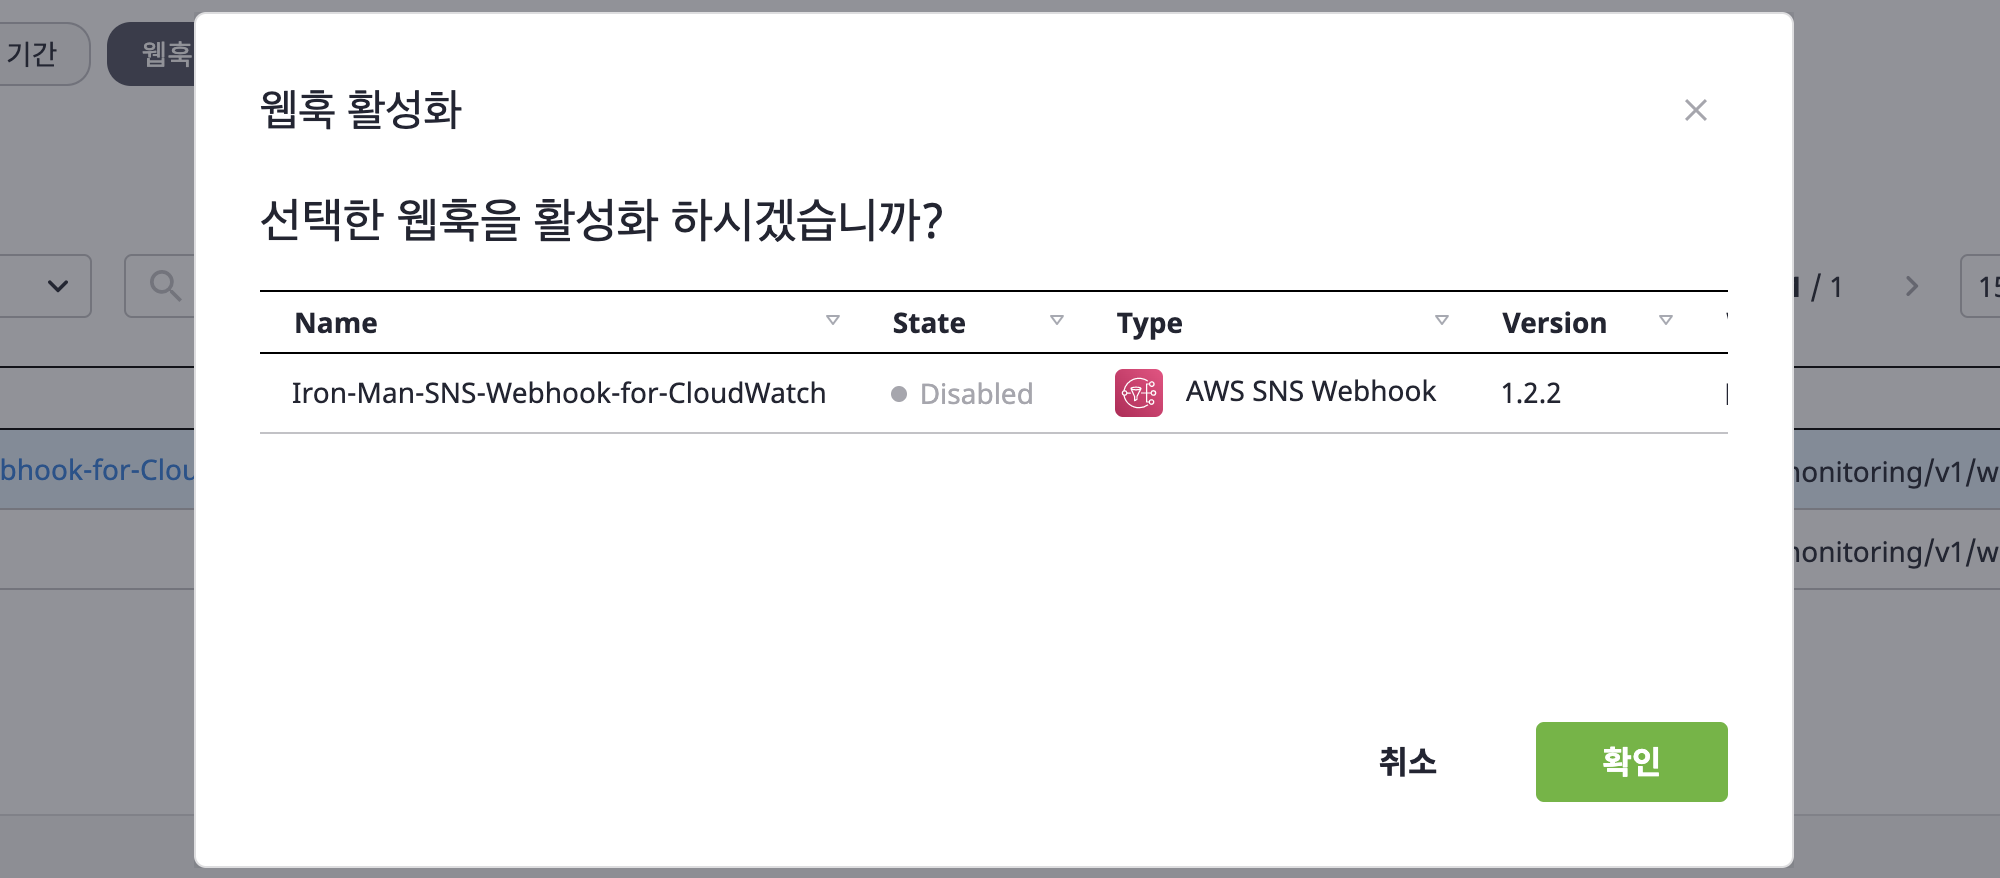 기간
웹훅
웹훅 활성화
선택한 웹훅을 활성화 하시겠습니까?
/ 1
15
Name State Type Version
Iron-Man-SNS-Webhook-for-CloudWatch Disabled AWS SNS Webhook 1.2.2
bhook-for-Clou
onitoring/v1/w
onitoring/v1/w
취소 확인